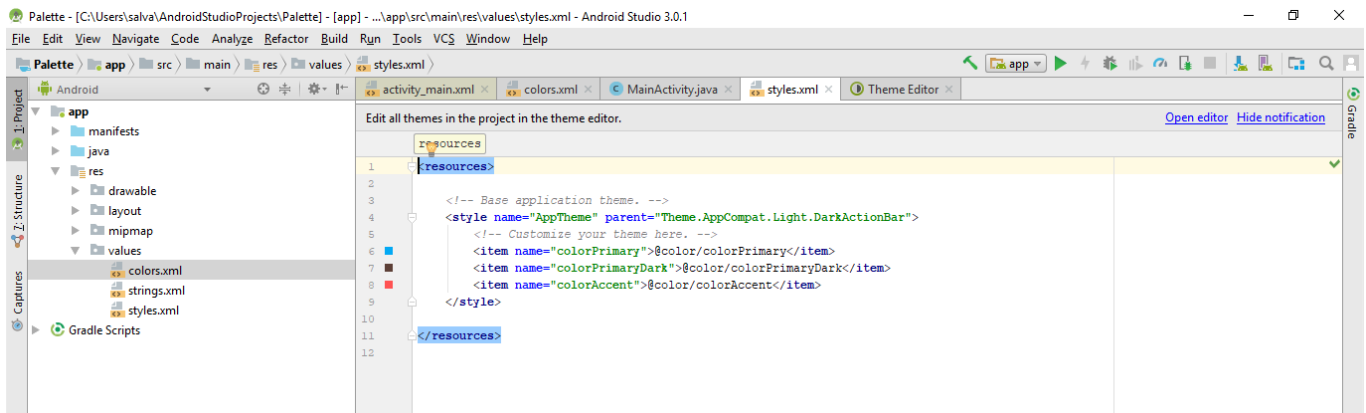 Palette - [C:\Users\salva\AndroidStudioProjects\Palette] - [app] - ...\app\src\main\res\values\styles.xml - Android Studio 3.0.1
File Edit View Navigate Code Analyze Refactor Build Run Tools VCS Window Help
Palette app src main res values styles.xml app
Android activity_main.xml colors.xml MainActivity.java styles.xml Theme Editor
1: Project
7: Structure
Captures
Gradle
app
manifests
java
res
drawable
layout
mipmap
values
colors.xml
strings.xml
styles.xml
Gradle Scripts
Edit all themes in the project in the theme editor. Open editor Hide notification
resources
1 <resources>
2
3 <!-- Base application theme. -->
4 <style name="AppTheme" parent="Theme.AppCompat.Light.DarkActionBar">
5 <!-- Customize your theme here. -->
6 <item name="colorPrimary">@color/colorPrimary</item>
7 <item name="colorPrimaryDark">@color/colorPrimaryDark</item>
8 <item name="colorAccent">@color/colorAccent</item>
9 </style>
10
11 </resources>
12